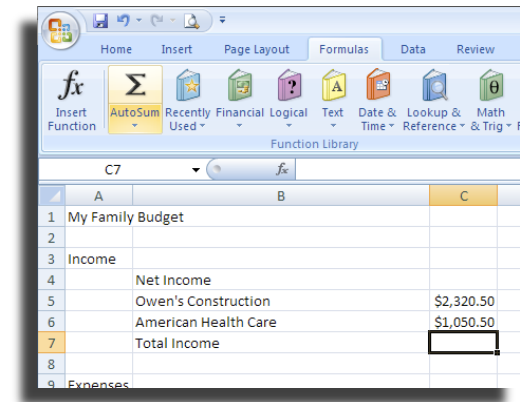 Home Insert Page Layout Formulas Data Review
fx Σ ? A θ
Insert Function AutoSum Recently Used Financial Logical Text Date & Time Lookup & Reference Math & Trig
Function Library
C7 fx
A B C
1 My Family Budget
2
3 Income
4 Net Income
5 Owen's Construction $2,320.50
6 American Health Care $1,050.50
7 Total Income
8
9 Expenses